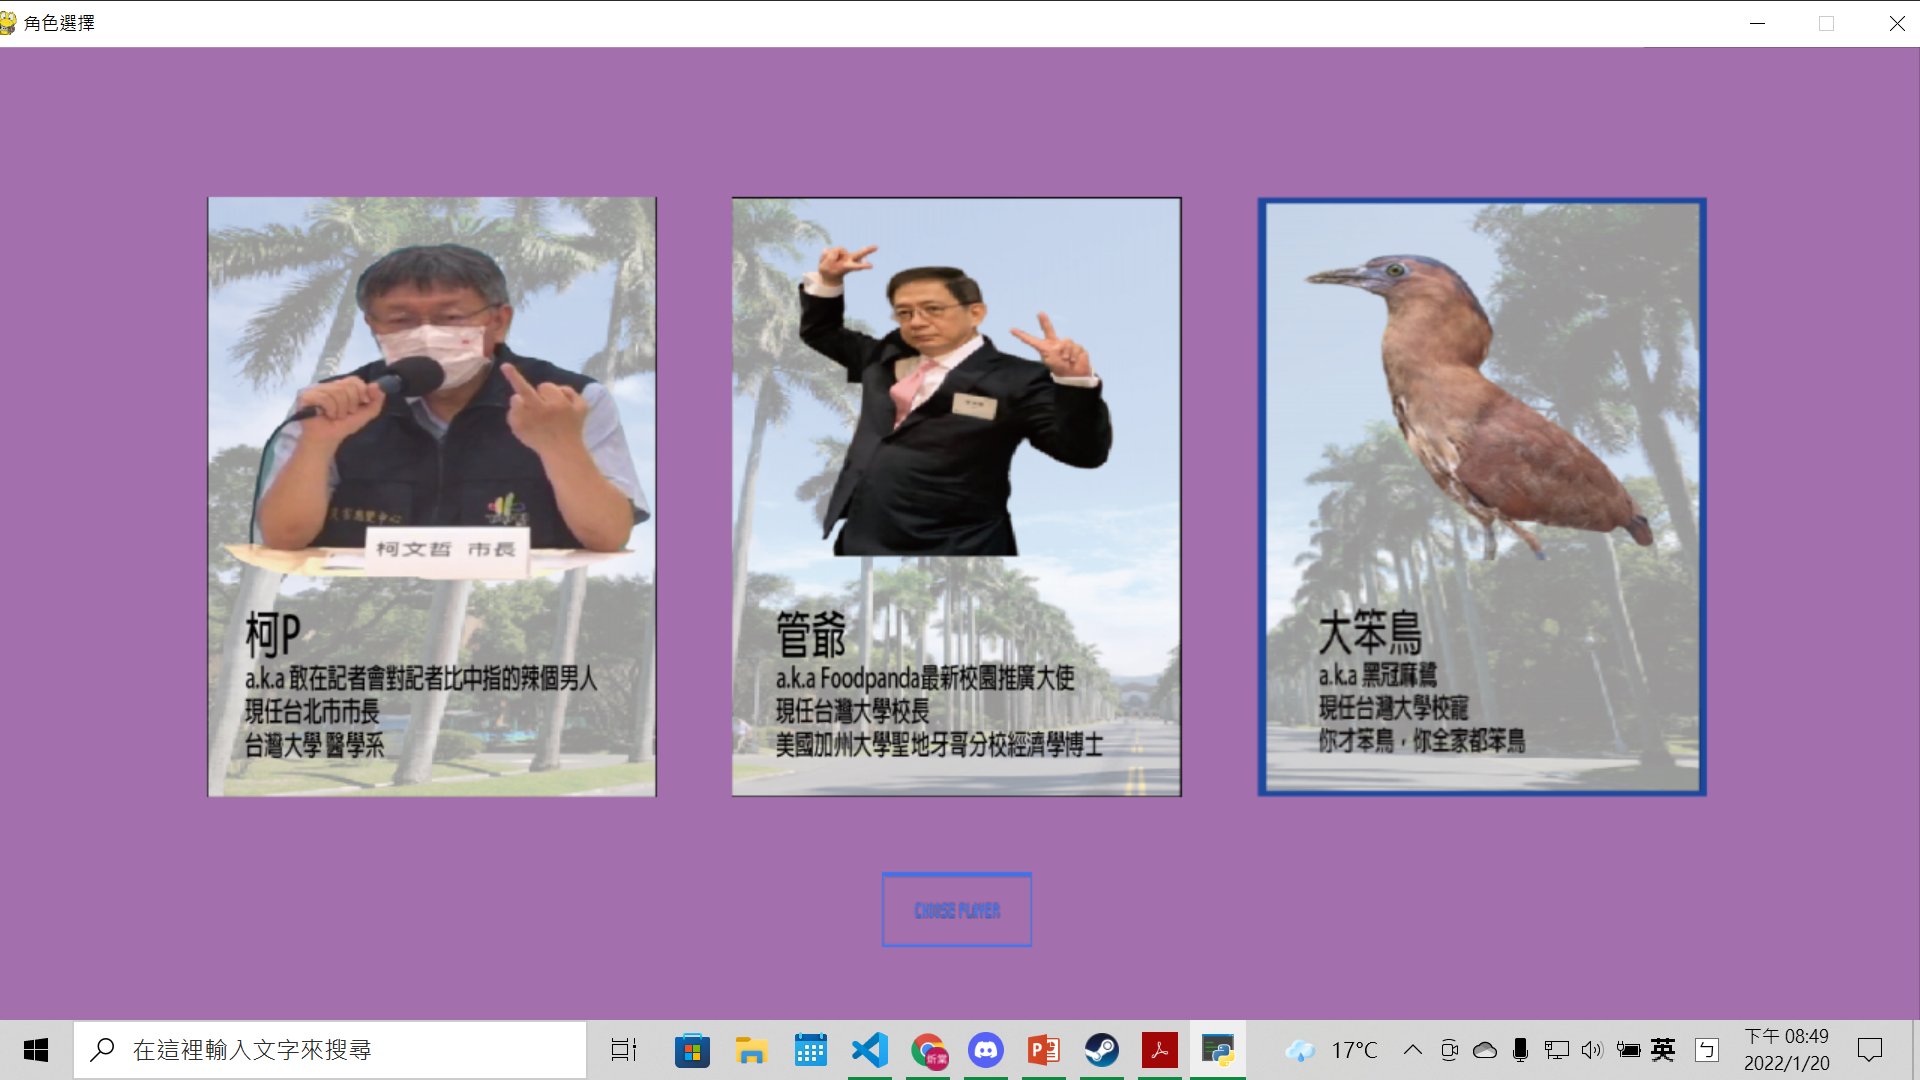 角色選擇
柯文哲 市長
柯P
a.k.a 敢在記者會對記者比中指的辣個男人
現任台北市市長
台灣大學 醫學系
管爺
a.k.a Foodpanda最新校園推廣大使
現任台灣大學校長
美國加州大學聖地牙哥分校經濟學博士
大笨鳥
a.k.a 黑冠麻鷺
現任台灣大學校寵
你才笨鳥，你全家都笨鳥
CHOOSE PLAYER
在這裡輸入文字來搜尋
昕棠
17°C
英
ㄅ
下午 08:49
2022/1/20